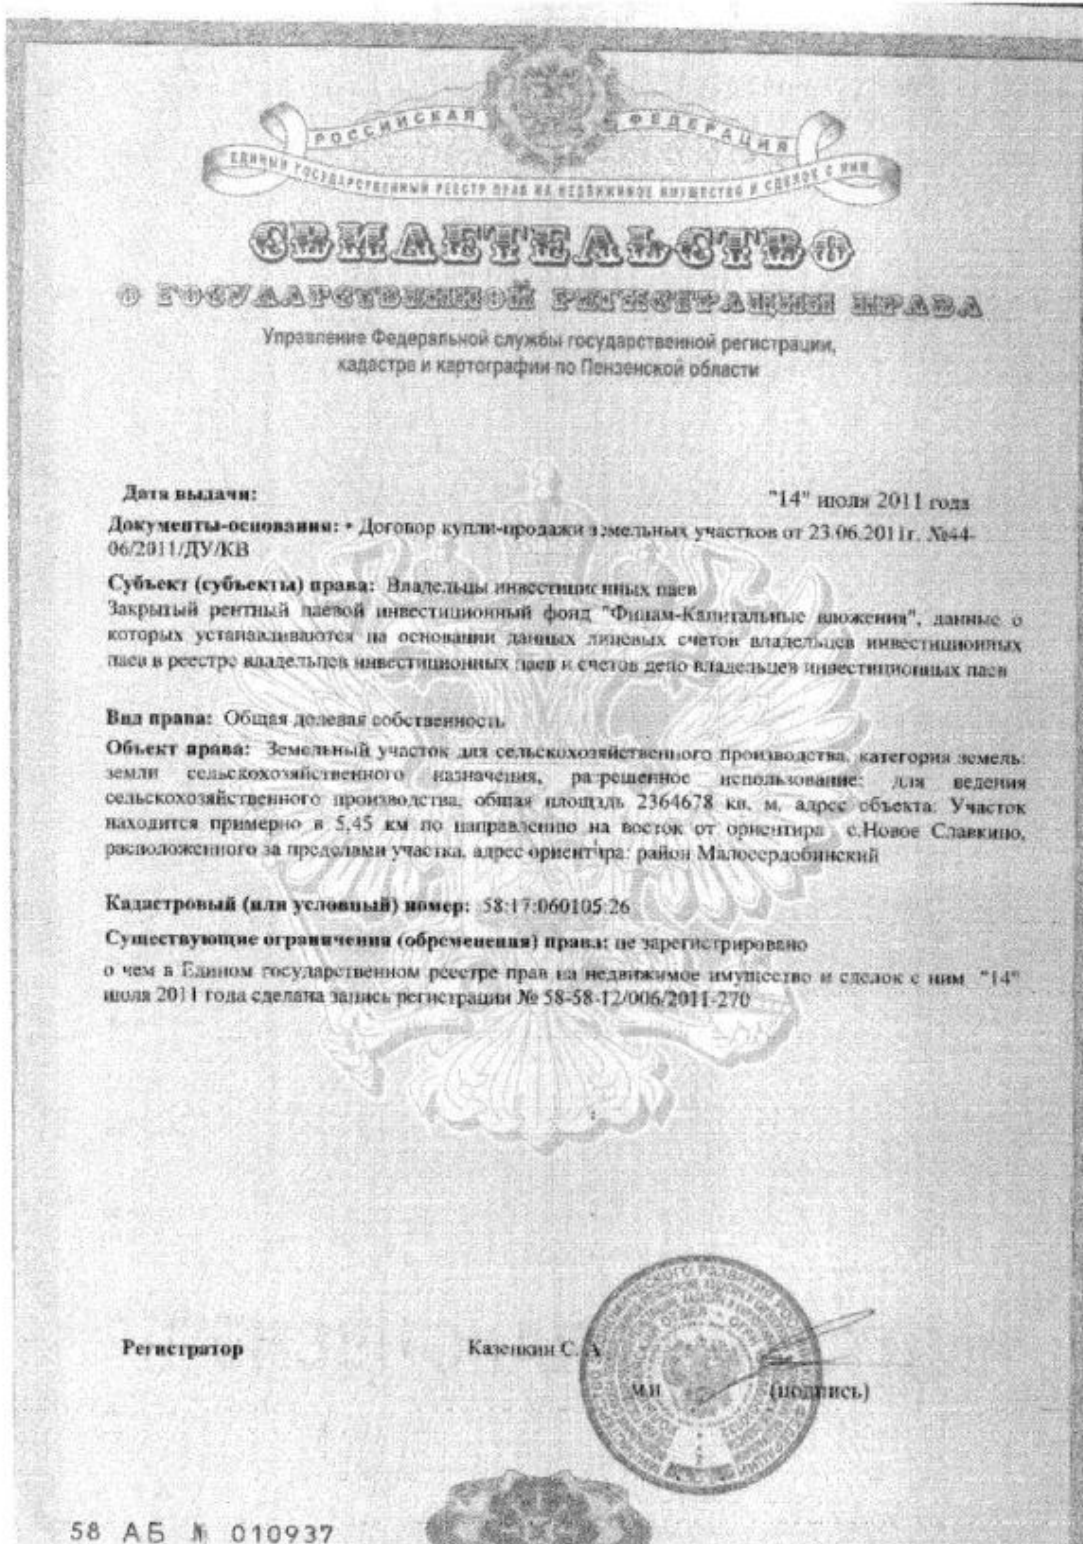 РОССИЙСКАЯ ФЕДЕРАЦИЯ
ЕДИНЫЙ ГОСУДАРСТВЕННЫЙ РЕЕСТР ПРАВ НА НЕДВИЖИМОЕ ИМУЩЕСТВО И СДЕЛОК С НИМ
СВИДЕТЕЛЬСТВО
О ГОСУДАРСТВЕННОЙ РЕГИСТРАЦИИ ПРАВА
Управление Федеральной службы государственной регистрации,
кадастра и картографии по Пензенской области
Дата выдачи: "14" июля 2011 года
Документы-основания: • Договор купли-продажи земельных участков от 23.06.2011г. №44-
06/2011/ДУ/КВ
Субъект (субъекты) права: Владельцы инвестиционных паев
Закрытый рентный паевой инвестиционный фонд "Финам-Капитальные вложения", данные о
которых устанавливаются на основании данных лицевых счетов владельцев инвестиционных
паев в реестре владельцев инвестиционных паев и счетов депо владельцев инвестиционных паев
Вид права: Общая долевая собственность
Объект права: Земельный участок для сельскохозяйственного производства, категория земель:
земли сельскохозяйственного назначения, разрешенное использование: для ведения
сельскохозяйственного производства, общая площадь 2364678 кв. м, адрес объекта: Участок
находится примерно в 5,45 км по направлению на восток от ориентира с.Новое Славкино,
расположенного за пределами участка, адрес ориентира: район Малосердобинский
Кадастровый (или условный) номер: 58:17:060105:26
Существующие ограничения (обременения) права: не зарегистрировано
о чем в Едином государственном реестре прав на недвижимое имущество и сделок с ним "14"
июля 2011 года сделана запись регистрации № 58-58-12/006/2011-270
Регистратор Казенкин С. А
м.п (подпись)
58 АБ № 010937